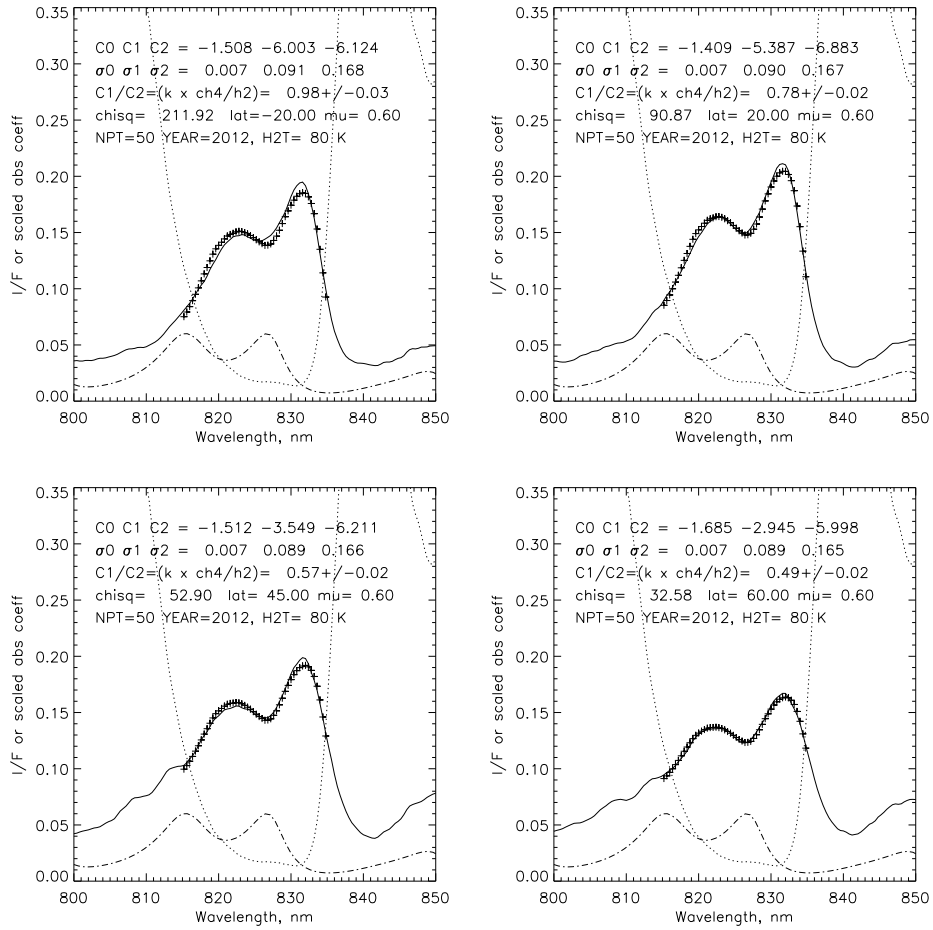 0.35
0.30
0.25
0.20
0.15
0.10
0.05
0.00
I/F or scaled abs coeff
C0 C1 C2 = −1.508 −6.003 −6.124
σ0 σ1 σ2 = 0.007 0.091 0.168
C1/C2=(k x ch4/h2)= 0.98+/−0.03
chisq= 211.92 lat=−20.00 mu= 0.60
NPT=50 YEAR=2012, H2T= 80 K
800 810 820 830 840 850
Wavelength, nm
0.35
0.30
0.25
0.20
0.15
0.10
0.05
0.00
I/F or scaled abs coeff
C0 C1 C2 = −1.409 −5.387 −6.883
σ0 σ1 σ2 = 0.007 0.090 0.167
C1/C2=(k x ch4/h2)= 0.78+/−0.02
chisq= 90.87 lat= 20.00 mu= 0.60
NPT=50 YEAR=2012, H2T= 80 K
800 810 820 830 840 850
Wavelength, nm
0.35
0.30
0.25
0.20
0.15
0.10
0.05
0.00
I/F or scaled abs coeff
C0 C1 C2 = −1.512 −3.549 −6.211
σ0 σ1 σ2 = 0.007 0.089 0.166
C1/C2=(k x ch4/h2)= 0.57+/−0.02
chisq= 52.90 lat= 45.00 mu= 0.60
NPT=50 YEAR=2012, H2T= 80 K
800 810 820 830 840 850
Wavelength, nm
0.35
0.30
0.25
0.20
0.15
0.10
0.05
0.00
I/F or scaled abs coeff
C0 C1 C2 = −1.685 −2.945 −5.998
σ0 σ1 σ2 = 0.007 0.089 0.165
C1/C2=(k x ch4/h2)= 0.49+/−0.02
chisq= 32.58 lat= 60.00 mu= 0.60
NPT=50 YEAR=2012, H2T= 80 K
800 810 820 830 840 850
Wavelength, nm